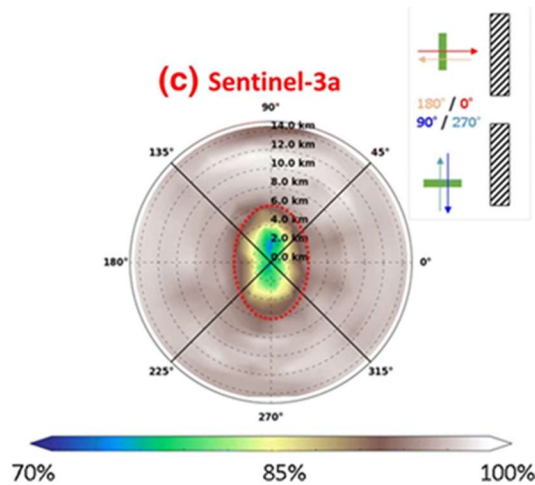 (c) Sentinel-3a
180° / 0°
90° / 270°
90°
14.0 km
12.0 km
10.0 km
8.0 km
6.0 km
4.0 km
2.0 km
0.0 km
135°
45°
180°
0°
225°
315°
270°
70%
85%
100%